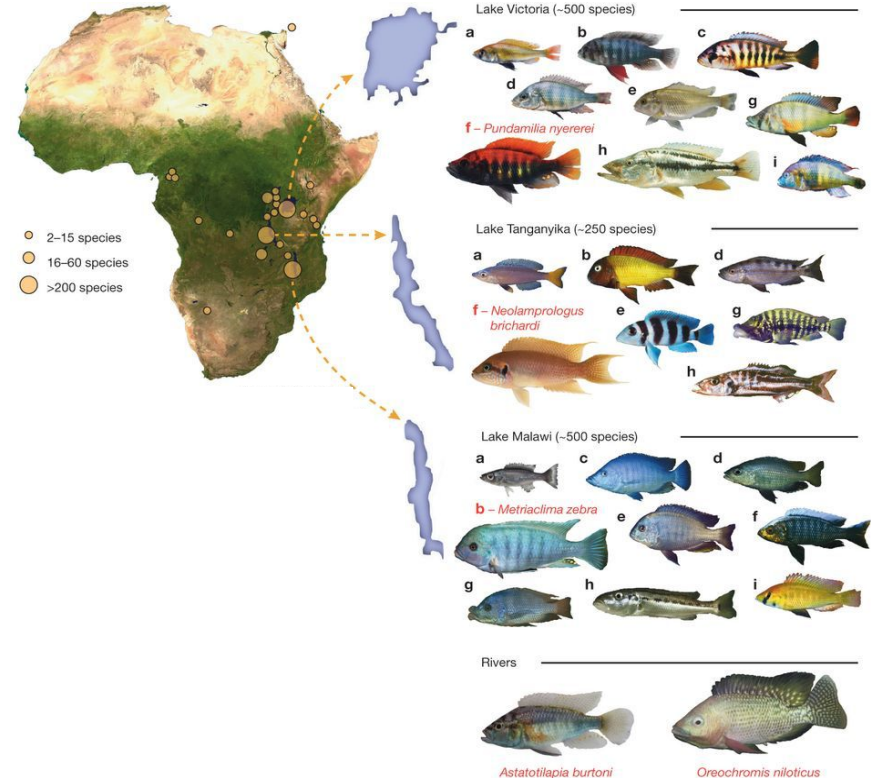 2–15 species
16–60 species
>200 species
Lake Victoria (~500 species)
a
b
c
d
e
g
f – Pundamilia nyererei
h
i
Lake Tanganyika (~250 species)
a
b
d
f – Neolamprologus
brichardi
e
g
h
Lake Malawi (~500 species)
a
c
d
b – Metriaclima zebra
e
f
g
h
i
Rivers
Astatotilapia burtoni
Oreochromis niloticus